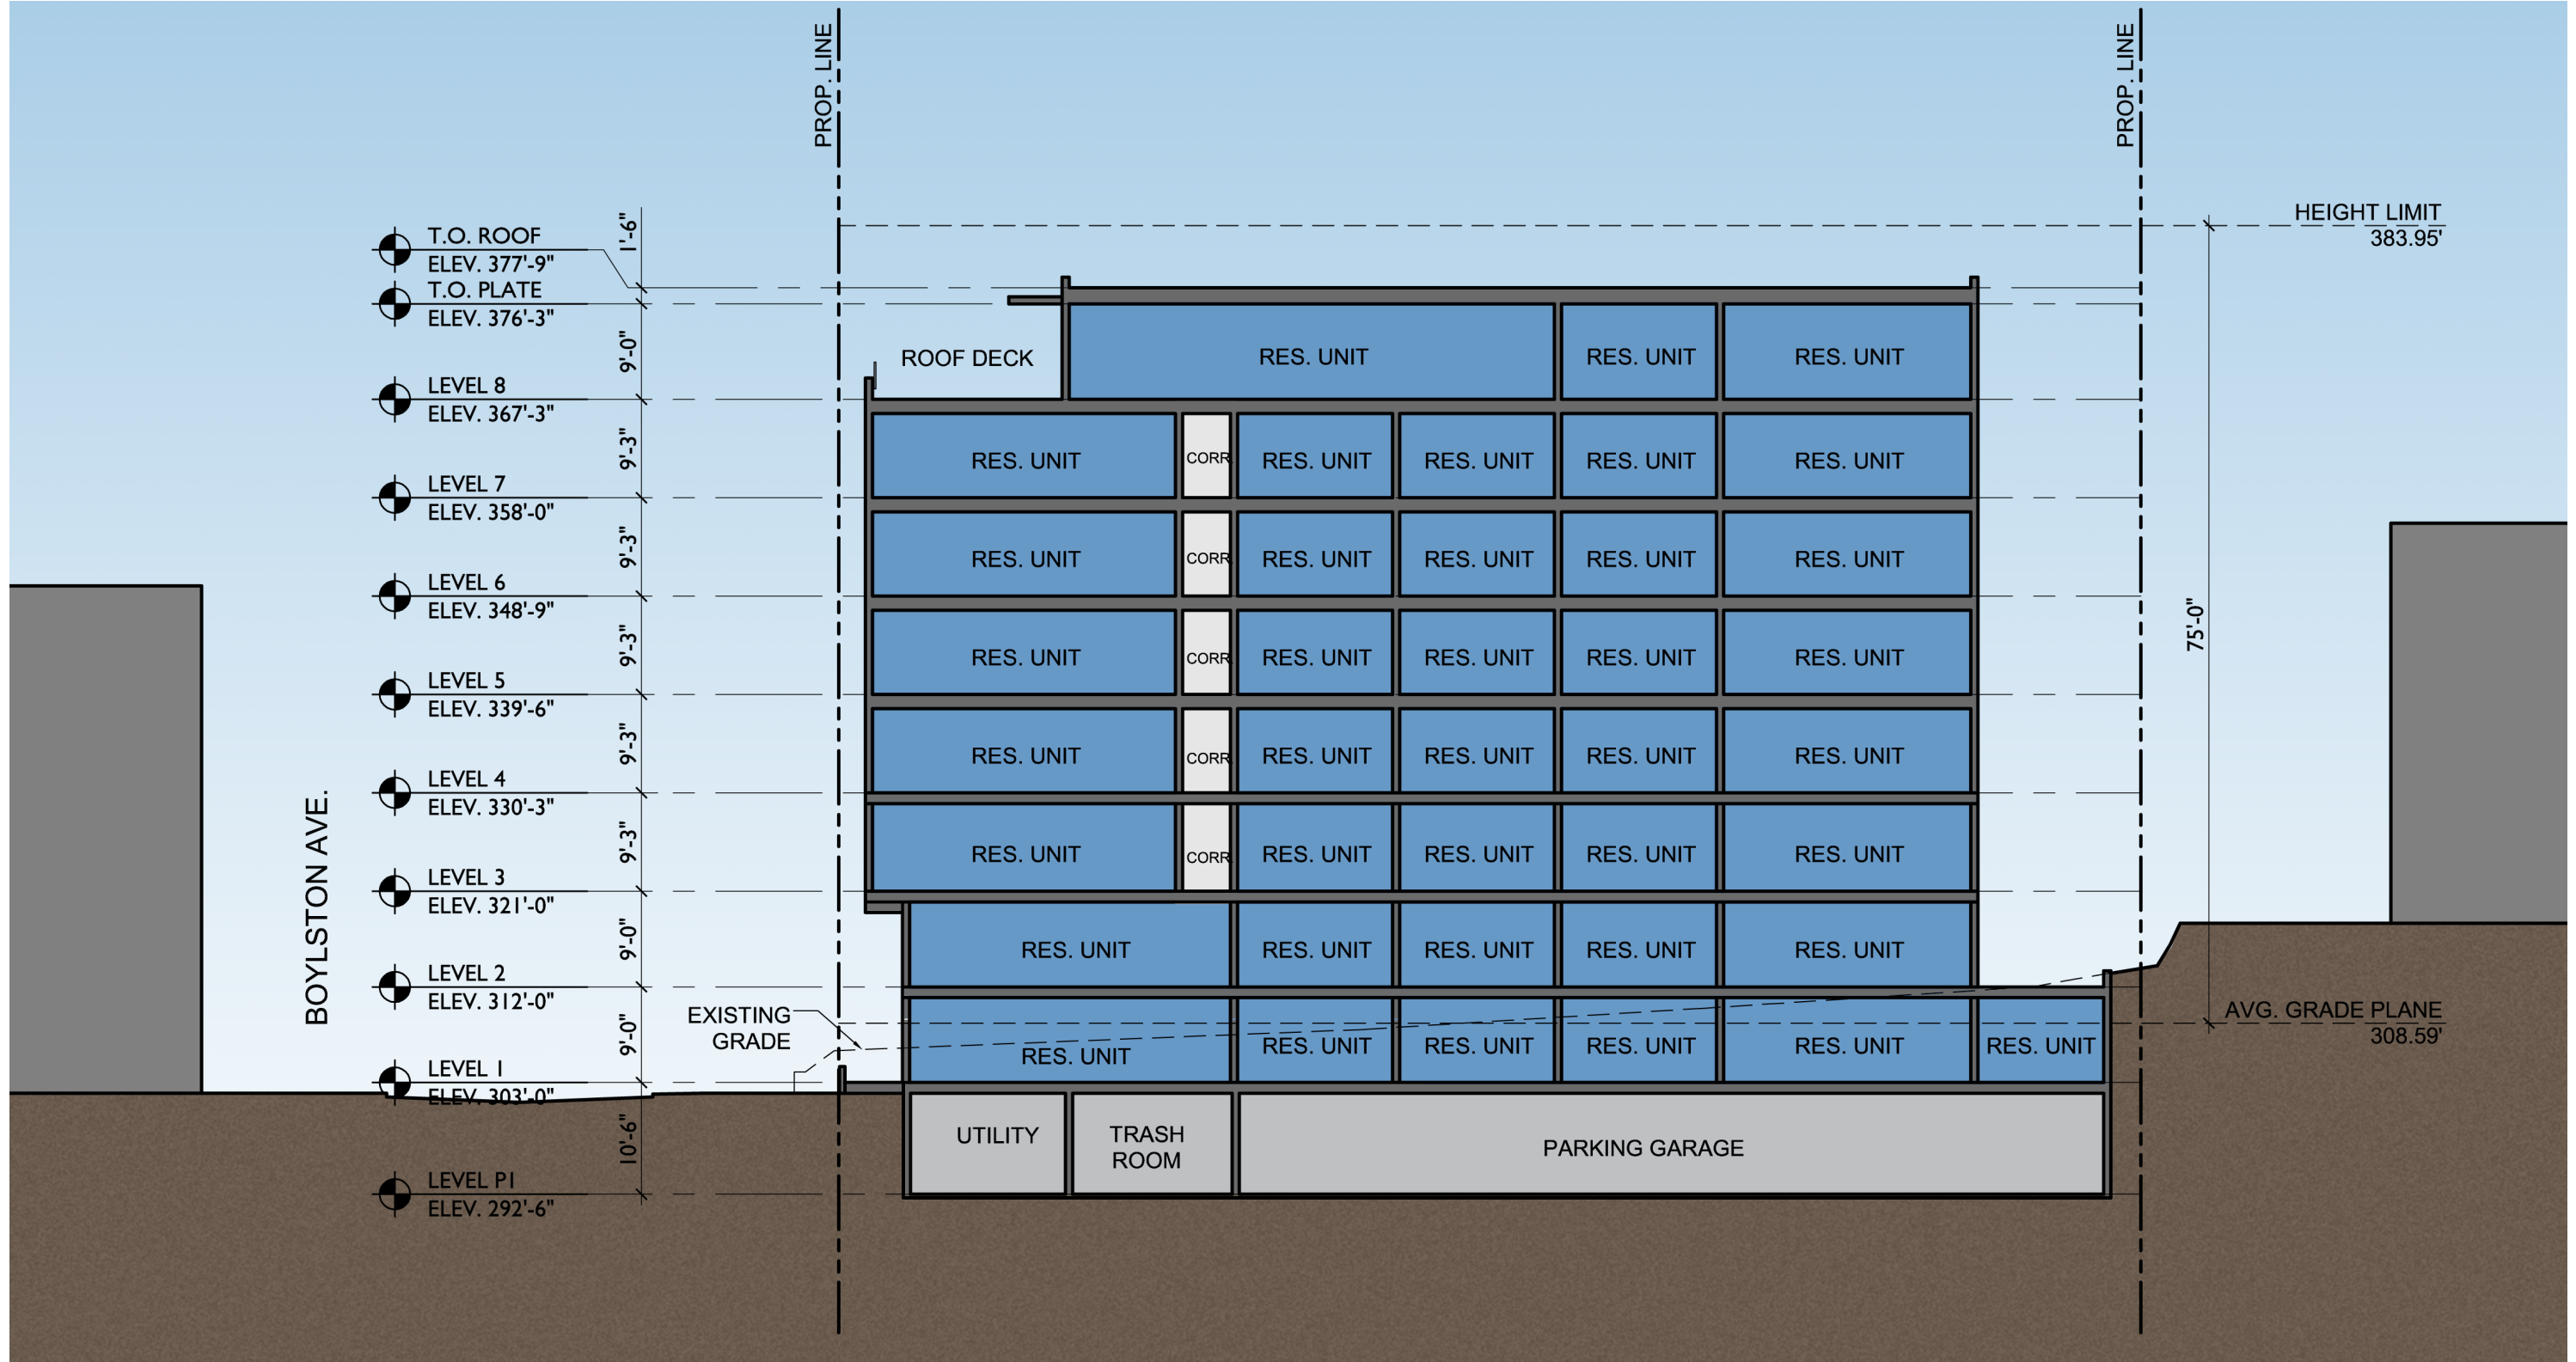 PROP. LINE
PROP. LINE
HEIGHT LIMIT
383.95'
T.O. ROOF
ELEV. 377'-9"
1'-6"
T.O. PLATE
ELEV. 376'-3"
9'-0"
ROOF DECK
RES. UNIT
RES. UNIT
RES. UNIT
LEVEL 8
ELEV. 367'-3"
9'-3"
RES. UNIT
CORR.
RES. UNIT
RES. UNIT
RES. UNIT
RES. UNIT
LEVEL 7
ELEV. 358'-0"
9'-3"
RES. UNIT
CORR.
RES. UNIT
RES. UNIT
RES. UNIT
RES. UNIT
LEVEL 6
ELEV. 348'-9"
9'-3"
RES. UNIT
CORR.
RES. UNIT
RES. UNIT
RES. UNIT
RES. UNIT
75'-0"
LEVEL 5
ELEV. 339'-6"
9'-3"
RES. UNIT
CORR.
RES. UNIT
RES. UNIT
RES. UNIT
RES. UNIT
LEVEL 4
ELEV. 330'-3"
9'-3"
RES. UNIT
CORR.
RES. UNIT
RES. UNIT
RES. UNIT
RES. UNIT
BOYLSTON AVE.
LEVEL 3
ELEV. 321'-0"
9'-0"
RES. UNIT
RES. UNIT
RES. UNIT
RES. UNIT
RES. UNIT
LEVEL 2
ELEV. 312'-0"
9'-0"
EXISTING
GRADE
RES. UNIT
RES. UNIT
RES. UNIT
RES. UNIT
RES. UNIT
RES. UNIT
AVG. GRADE PLANE
308.59'
LEVEL 1
ELEV. 303'-0"
10'-6"
UTILITY
TRASH
ROOM
PARKING GARAGE
LEVEL P1
ELEV. 292'-6"